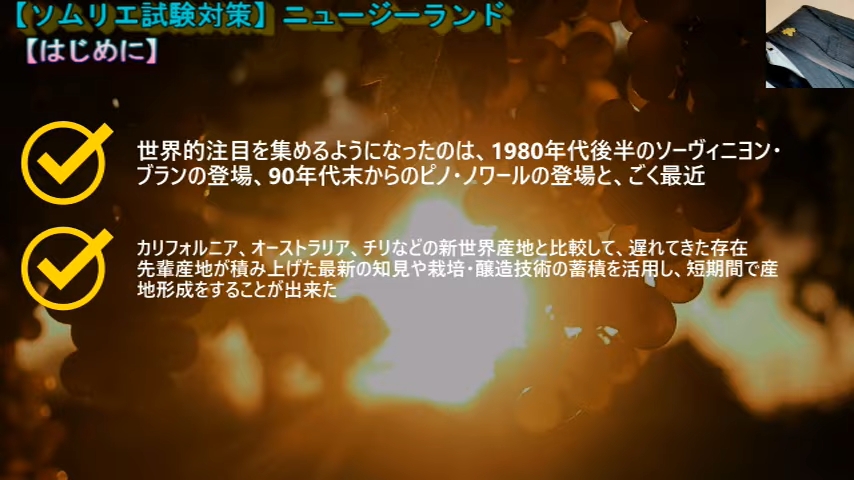 【ソムリエ試験対策】ニュージーランド
【はじめに】
世界的注目を集めるようになったのは、1980年代後半のソーヴィニヨン・
ブランの登場、90年代末からのピノ・ノワールの登場と、ごく最近
カリフォルニア、オーストラリア、チリなどの新世界産地と比較して、遅れてきた存在
先輩産地が積み上げた最新の知見や栽培・醸造技術の蓄積を活用し、短期間で産
地形成をすることが出来た